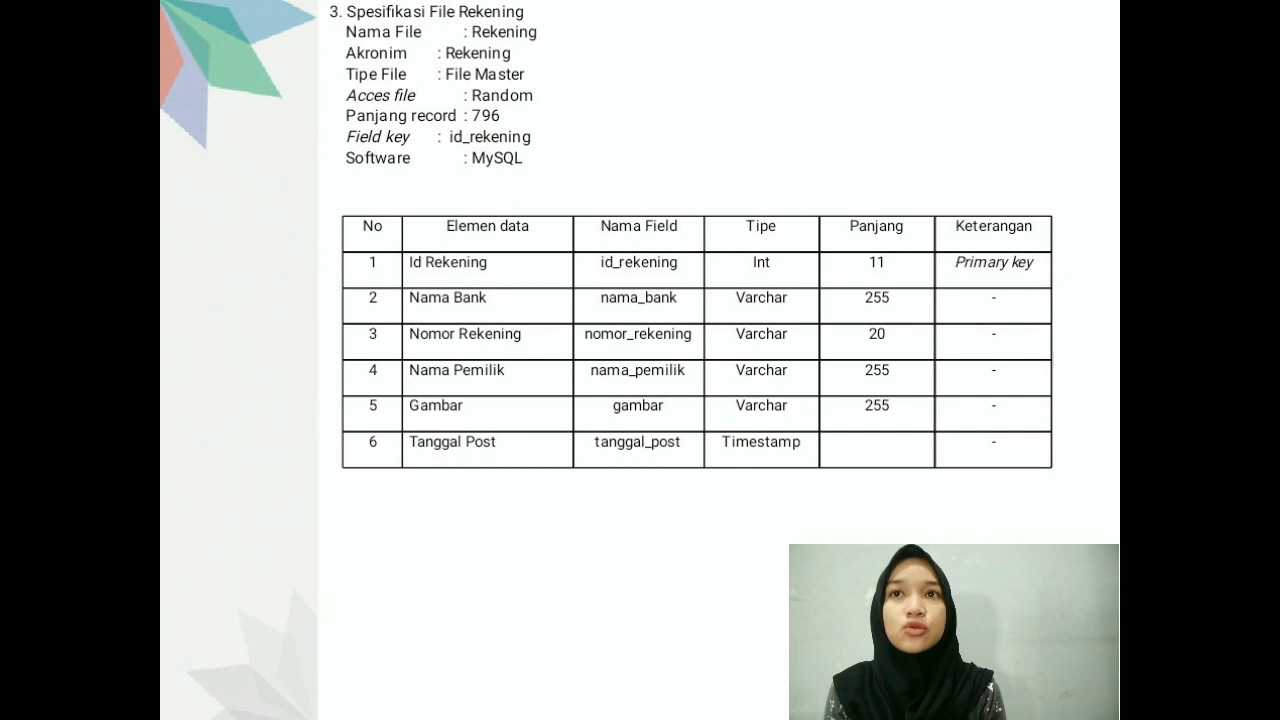 3. Spesifikasi File Rekening
Nama File : Rekening
Akronim : Rekening
Tipe File : File Master
Acces file : Random
Panjang record : 796
Field key : id_rekening
Software : MySQL
No Elemen data Nama Field Tipe Panjang Keterangan
1 Id Rekening id_rekening Int 11 Primary key
2 Nama Bank nama_bank Varchar 255 -
3 Nomor Rekening nomor_rekening Varchar 20 -
4 Nama Pemilik nama_pemilik Varchar 255 -
5 Gambar gambar Varchar 255 -
6 Tanggal Post tanggal_post Timestamp -